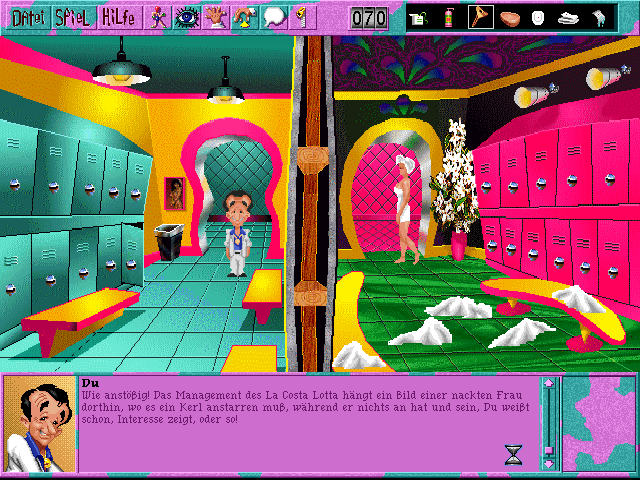 Datei Spiel Hilfe 070
Du
Wie anstößig! Das Management des La Costa Lotta hängt ein Bild einer nackten Frau
dorthin, wo es ein Kerl anstarren muß, während er nichts an hat und sein, Du weißt
schon, Interesse zeigt, oder so!